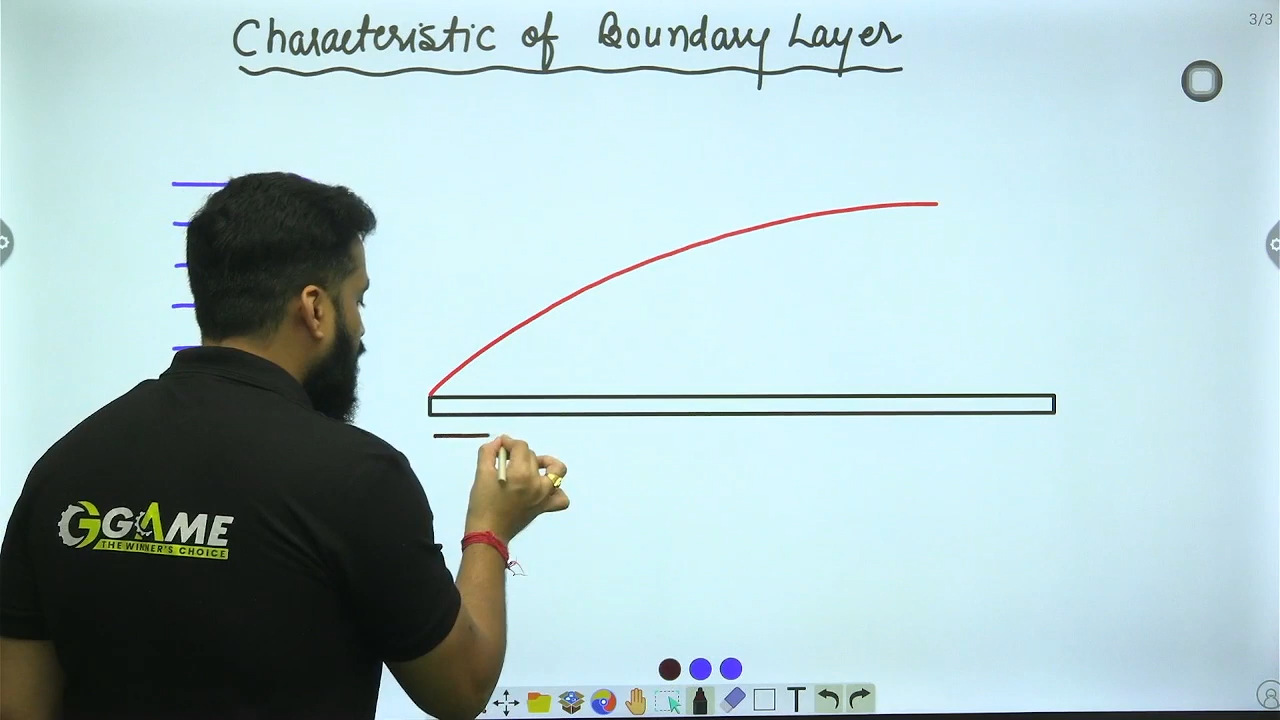 Characteristic of Boundary Layer
3/3
GGAME
THE WINNER'S CHOICE
T